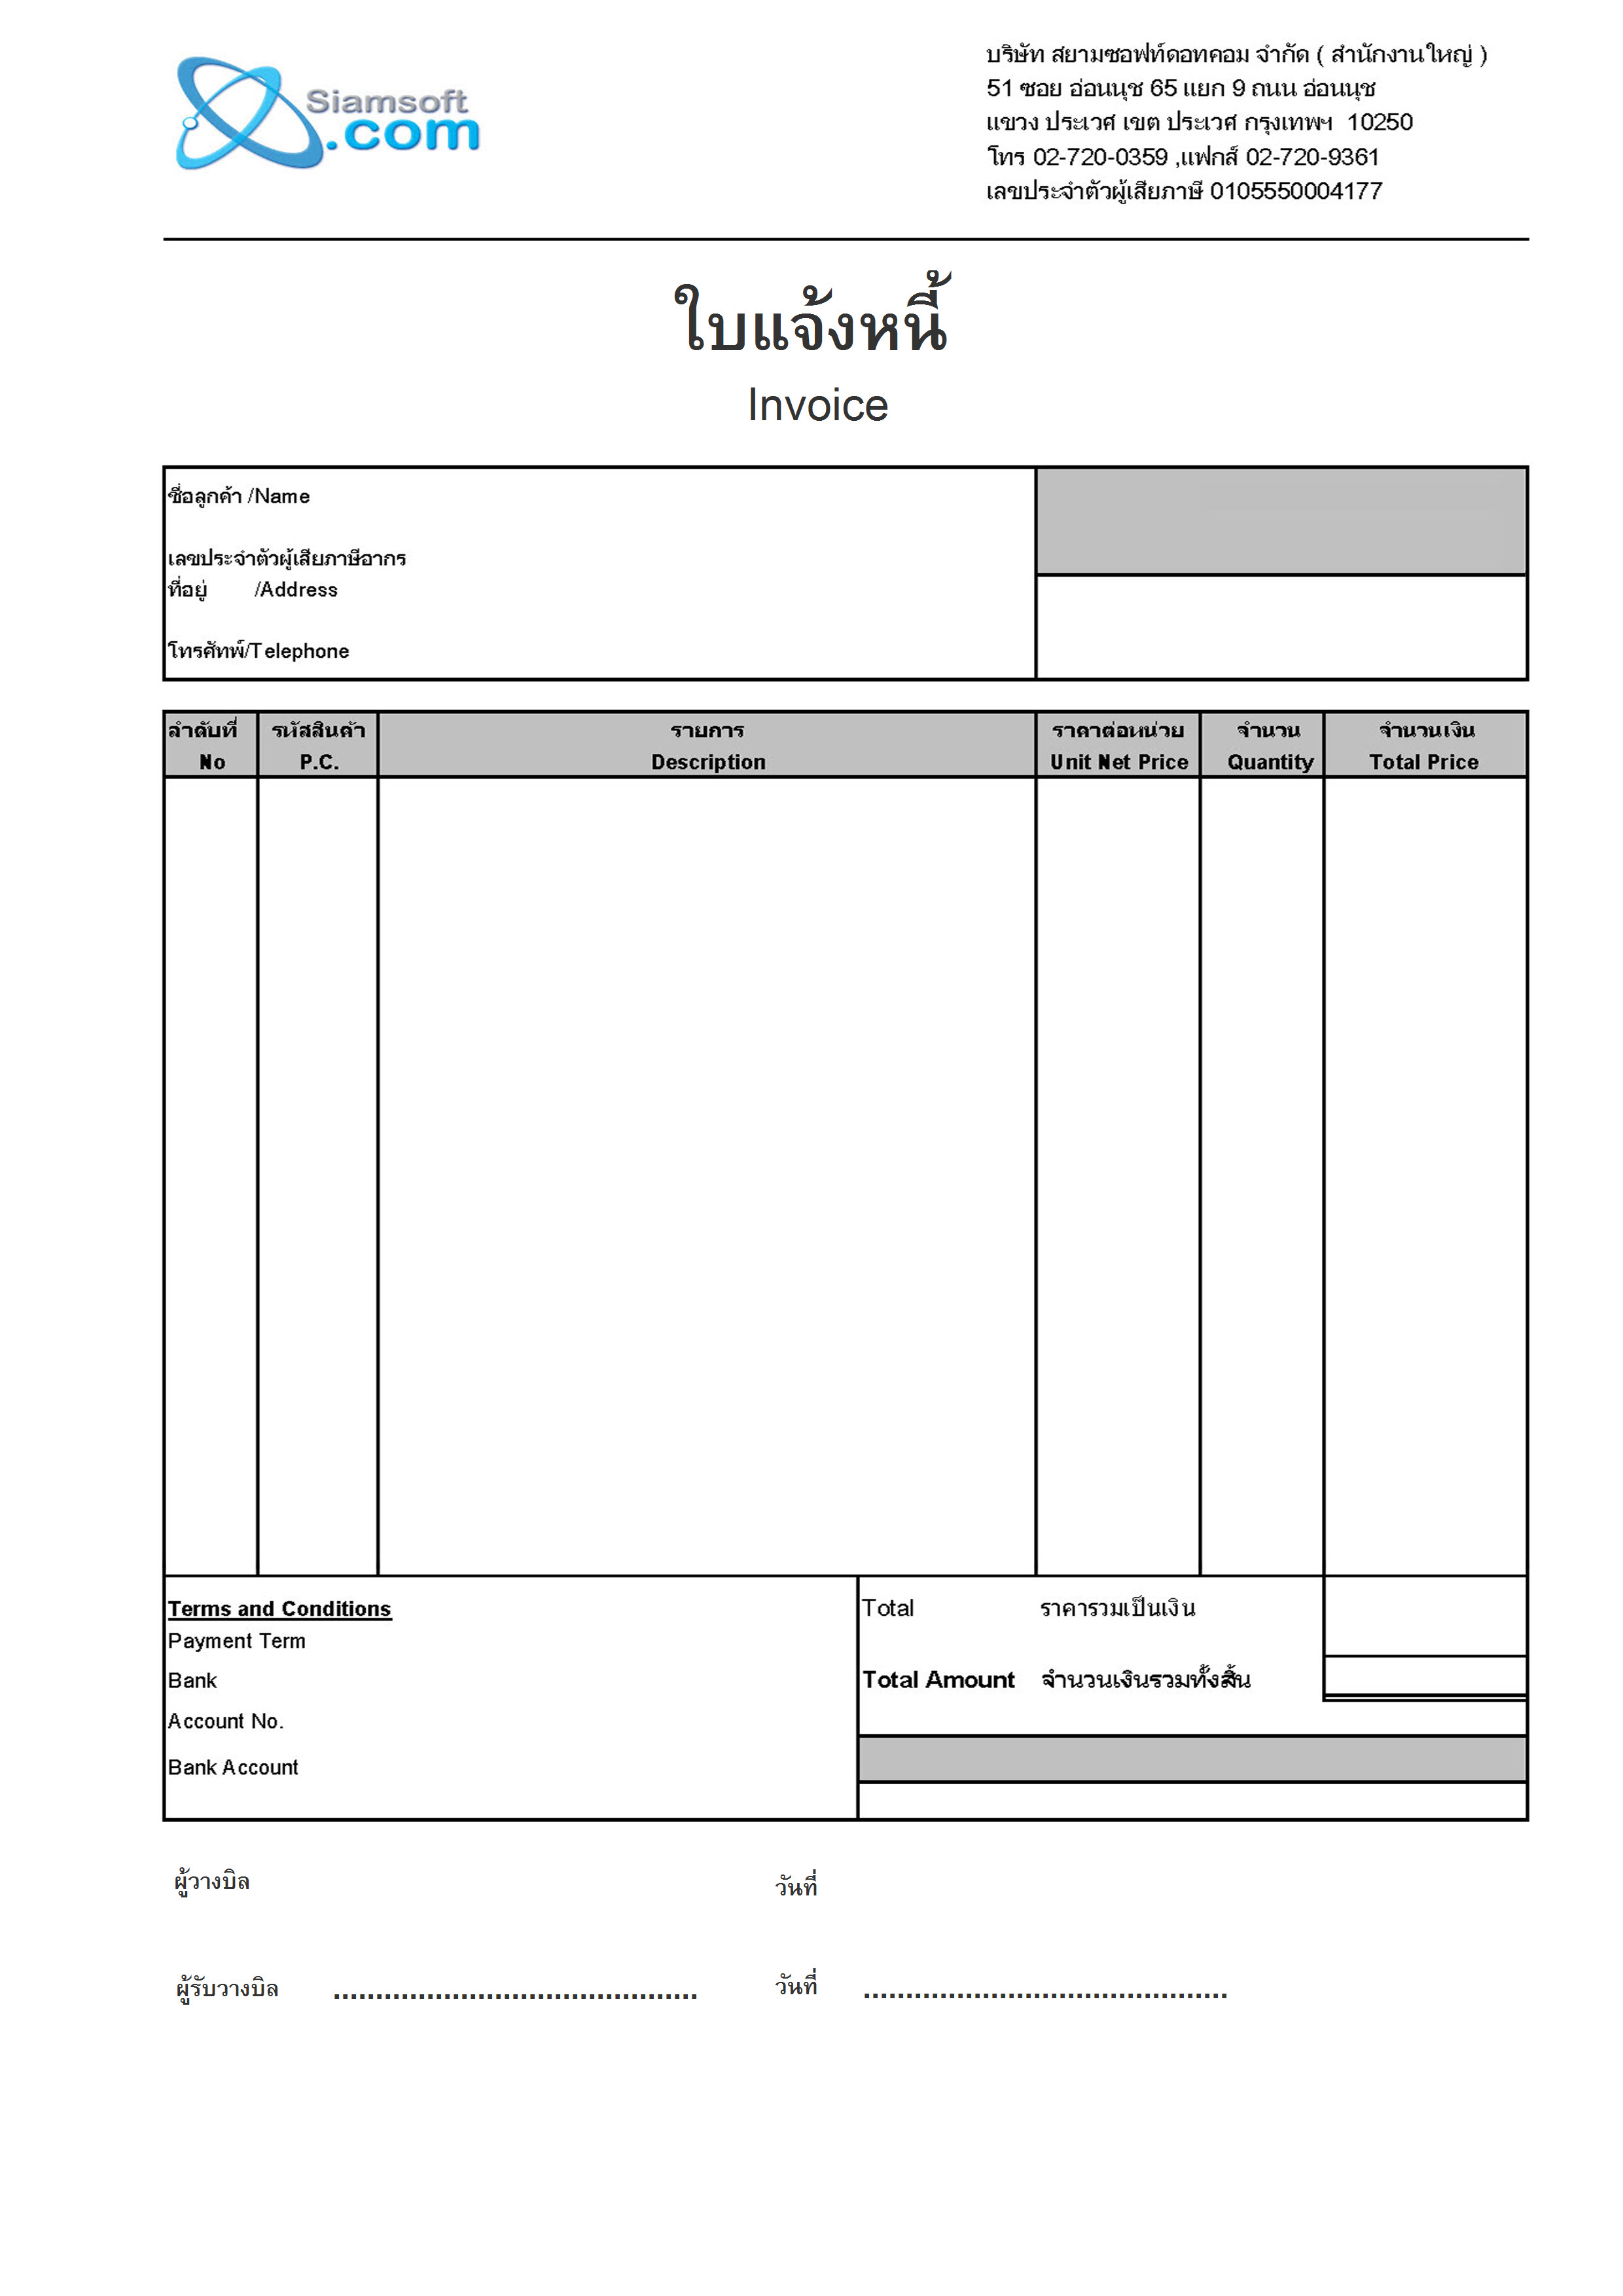 Siamsoft
.com
บริษัท สยามซอฟท์ดอทคอม จำกัด ( สำนักงานใหญ่ )
51 ซอย อ่อนนุช 65 แยก 9 ถนน อ่อนนุช
แขวง ประเวศ เขต ประเวศ กรุงเทพฯ 10250
โทร 02-720-0359 ,แฟกส์ 02-720-9361
เลขประจำตัวผู้เสียภาษี 0105550004177
ใบแจ้งหนี้
Invoice
ชื่อลูกค้า /Name
เลขประจำตัวผู้เสียภาษีอากร
ที่อยู่ /Address
โทรศัทพ์/Telephone
ลำดับที่ รหัสสินค้า รายการ ราคาต่อหน่วย จำนวน จำนวนเงิน
No P.C. Description Unit Net Price Quantity Total Price
Terms and Conditions
Payment Term
Bank
Account No.
Bank Account
Total ราคารวมเป็นเงิน
Total Amount จำนวนเงินรวมทั้งสิ้น
ผู้วางบิล วันที่
ผู้รับวางบิล ........................................... วันที่ ...........................................